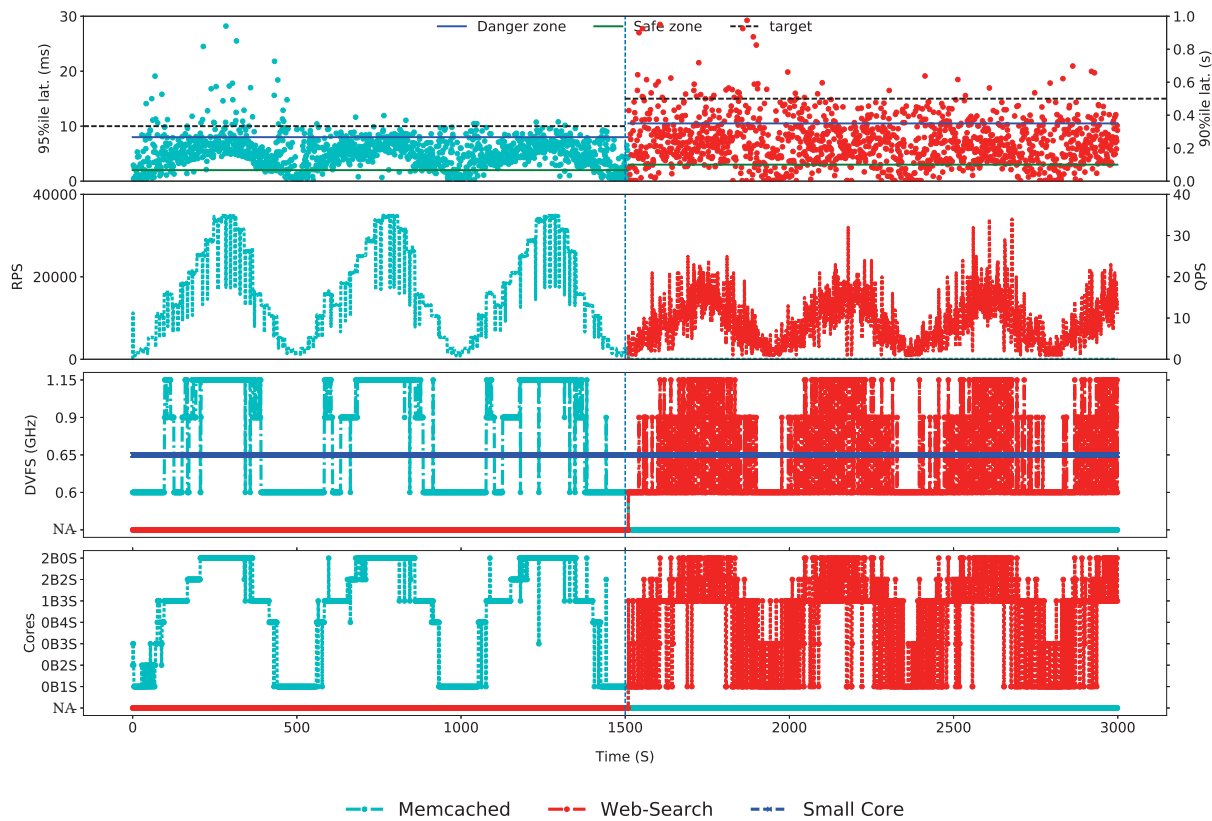 Danger zone Safe zone target
95%ile lat. (ms)
30
20
10
0
90%ile lat. (s)
1.0
0.8
0.6
0.4
0.2
0.0
RPS
40000
20000
0
QPS
40
30
20
10
0
DVFS (GHz)
1.15
0.9
0.65
0.6
NA
Cores
2B0S
2B2S
1B3S
0B4S
0B3S
0B2S
0B1S
NA
0 500 1000 1500 2000 2500 3000
Time (S)
Memcached Web-Search Small Core